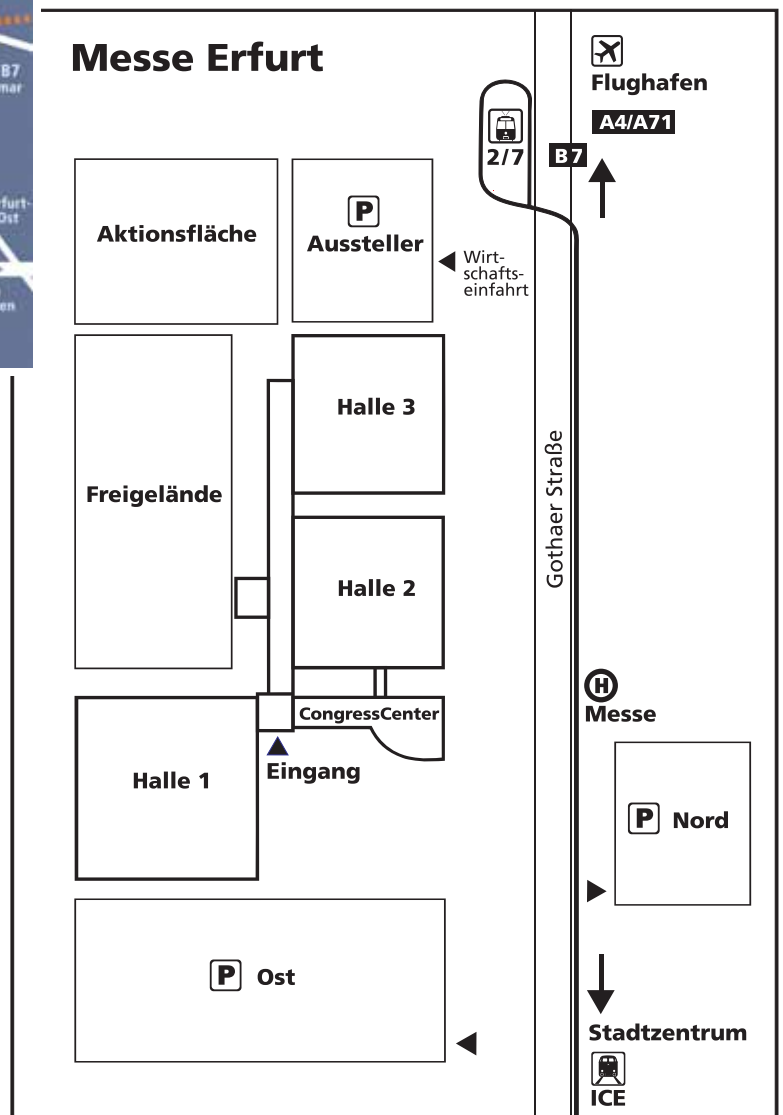 B7
Messe Erfurt
Flughafen
A4/A71
2/7
B7
P
Aussteller
Aktionsfläche
Wirt-
schafts-
einfahrt
Halle 3
Freigelände
Gothaer Straße
Halle 2
H
Messe
CongressCenter
Eingang
Halle 1
P Nord
P Ost
Stadtzentrum
ICE